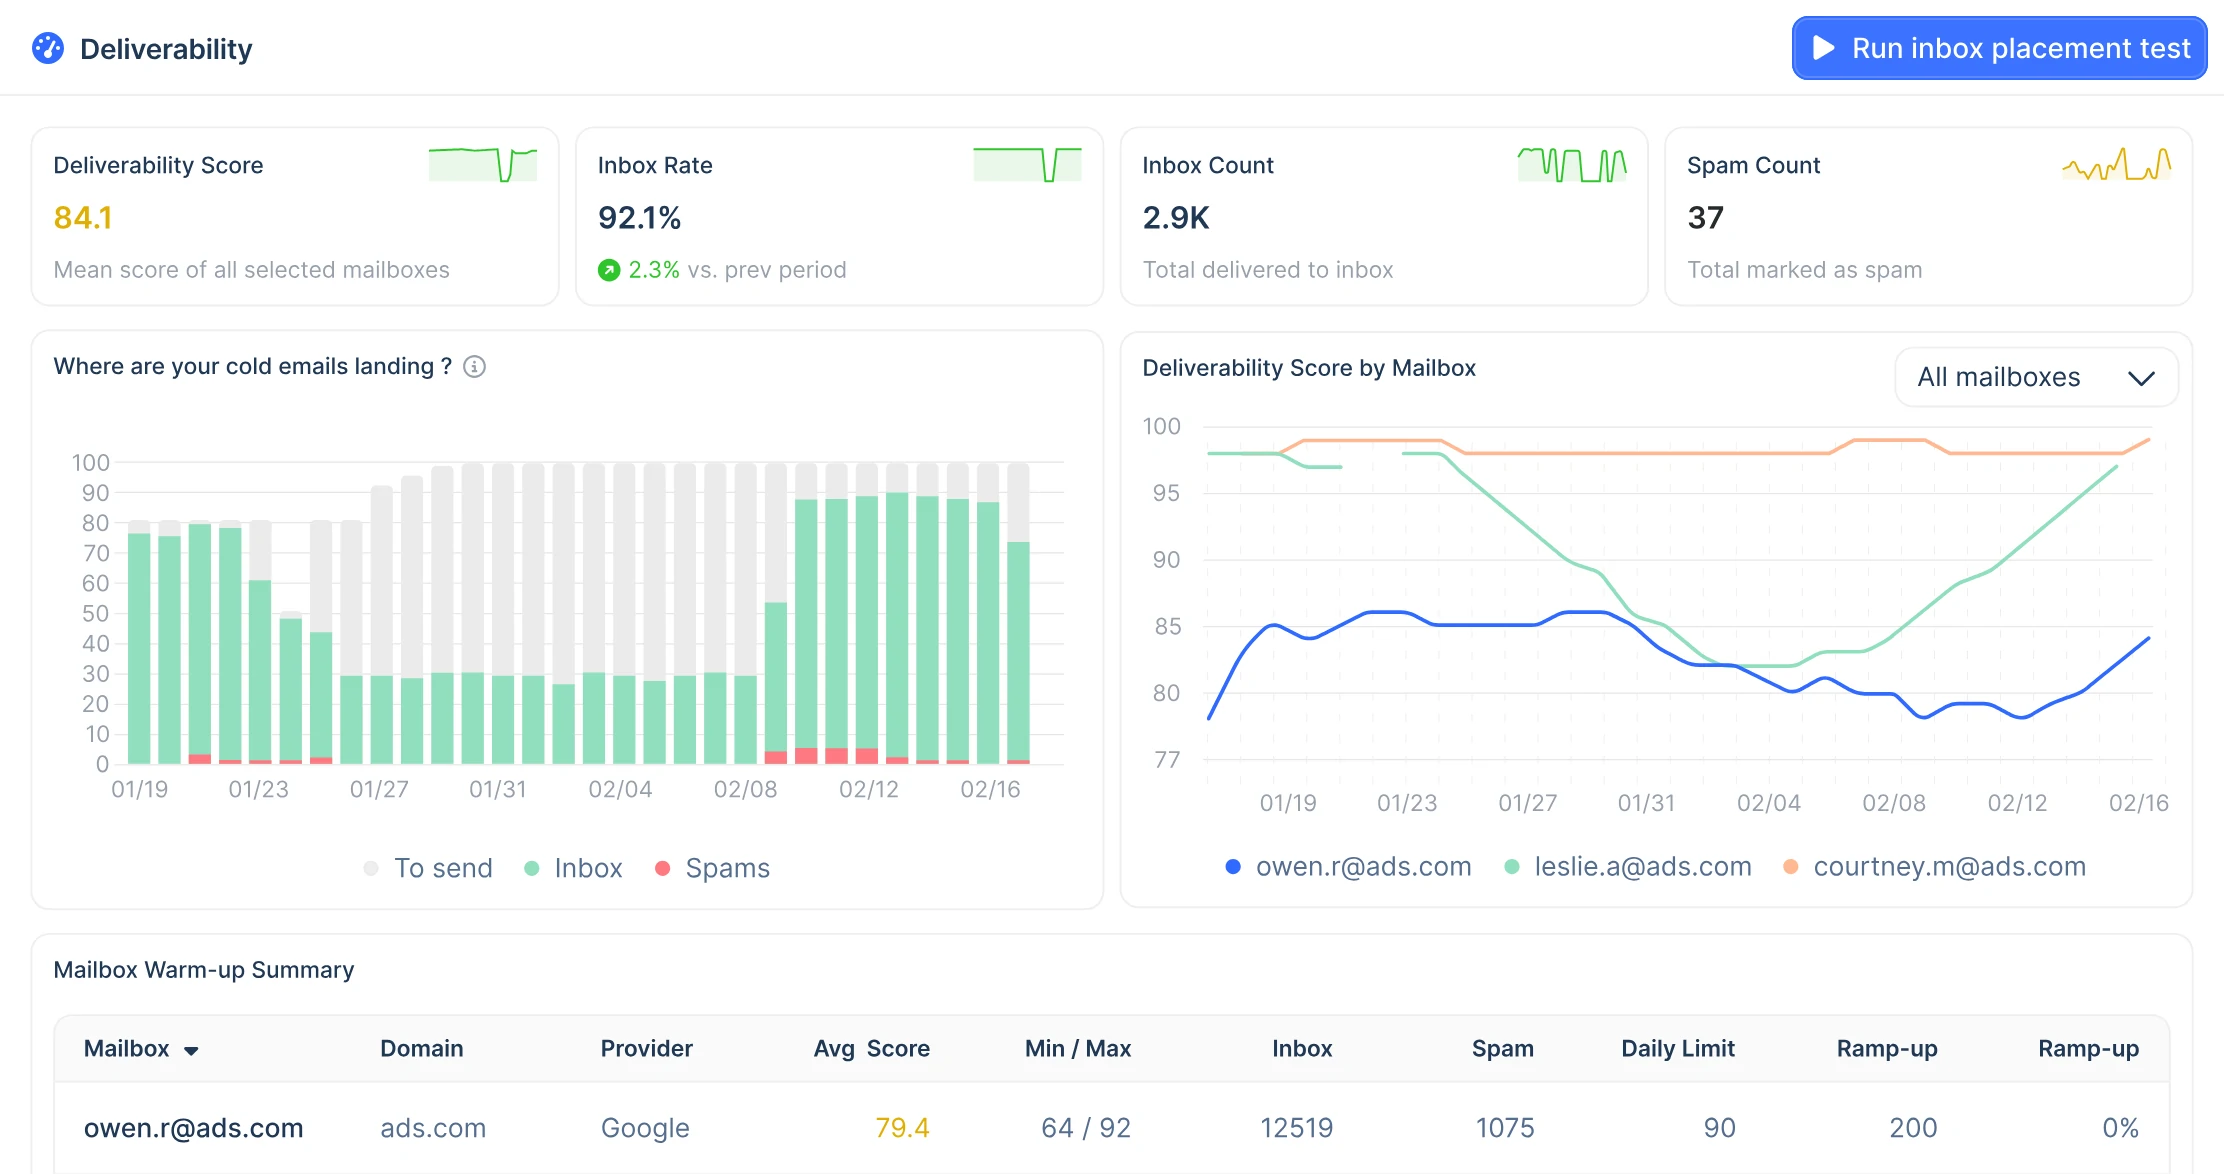 Deliverability
Run inbox placement test
Deliverability Score
84.1
Mean score of all selected mailboxes
Inbox Rate
92.1%
2.3% vs. prev period
Inbox Count
2.9K
Total delivered to inbox
Spam Count
37
Total marked as spam
Where are your cold emails landing ?
100
90
80
70
60
50
40
30
20
10
0
01/19 01/23 01/27 01/31 02/04 02/08 02/12 02/16
To send Inbox Spams
Deliverability Score by Mailbox
All mailboxes
100
95
90
85
80
77
01/19 01/23 01/27 01/31 02/04 02/08 02/12 02/16
owen.r@ads.com leslie.a@ads.com courtney.m@ads.com
Mailbox Warm-up Summary
Mailbox Domain Provider Avg Score Min / Max Inbox Spam Daily Limit Ramp-up Ramp-up
owen.r@ads.com ads.com Google 79.4 64 / 92 12519 1075 90 200 0%